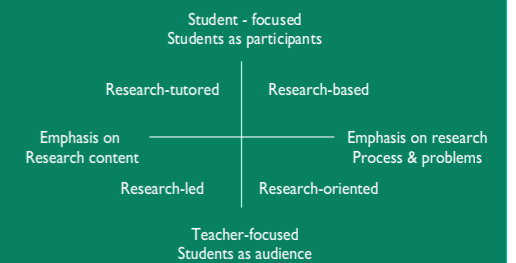 Student - focused
Students as participants
Research-tutored
Research-based
Emphasis on
Research content
Emphasis on research
Process & problems
Research-led
Research-oriented
Teacher-focused
Students as audience